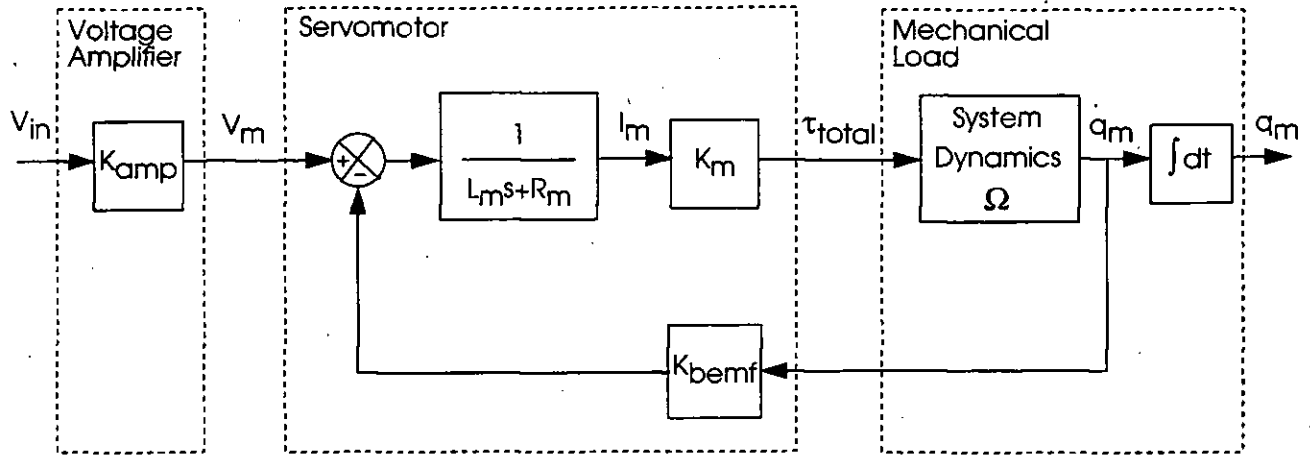 Voltage
Amplifier
Servomotor
Mechanical
Load
V_in
K_amp
V_m
+
-
1
L_m s+R_m
I_m
K_m
τ_total
System
Dynamics
Ω
q_m
∫dt
q_m
K_bemf